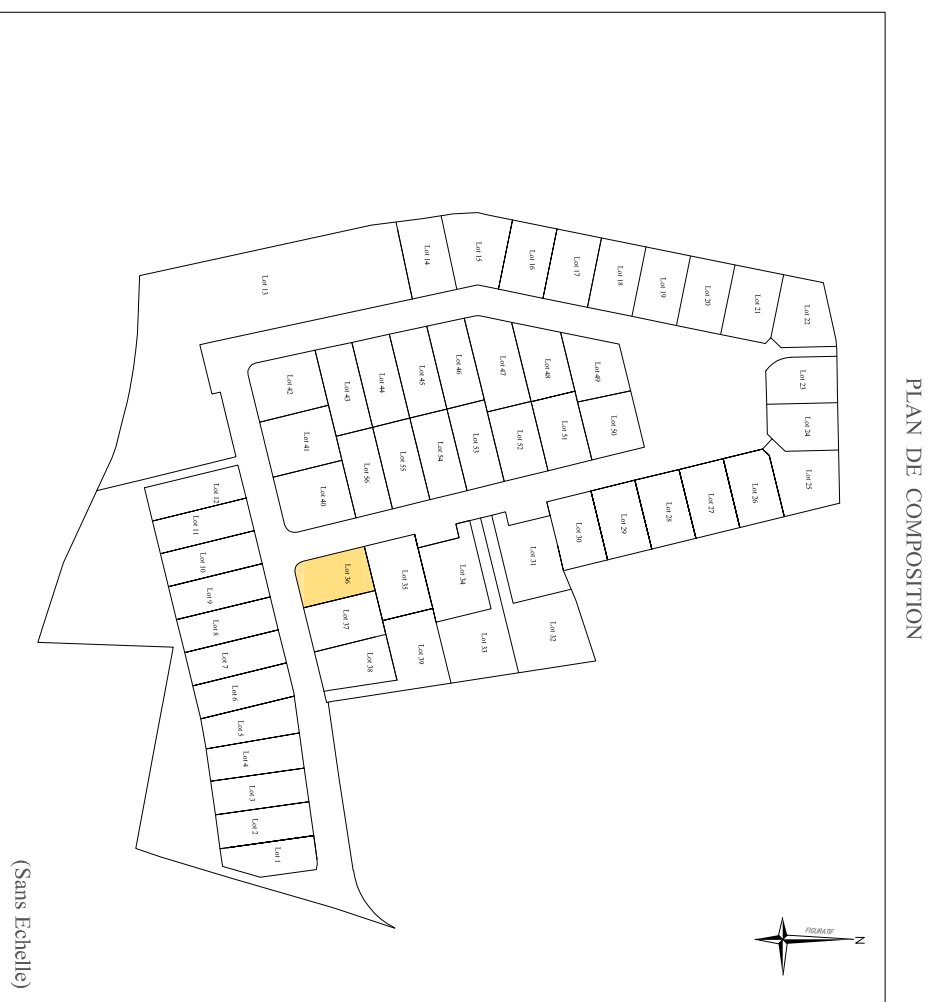 PLAN DE COMPOSITION
Lot 1
Lot 2
Lot 3
Lot 4
Lot 5
Lot 6
Lot 7
Lot 8
Lot 9
Lot 10
Lot 11
Lot 12
Lot 13
Lot 14
Lot 15
Lot 16
Lot 17
Lot 18
Lot 19
Lot 20
Lot 21
Lot 22
Lot 23
Lot 24
Lot 25
Lot 26
Lot 27
Lot 28
Lot 29
Lot 30
Lot 31
Lot 32
Lot 33
Lot 34
Lot 35
Lot 36
Lot 37
Lot 38
Lot 39
Lot 40
Lot 41
Lot 42
Lot 43
Lot 44
Lot 45
Lot 46
Lot 47
Lot 48
Lot 49
Lot 50
Lot 51
Lot 52
Lot 53
Lot 54
Lot 55
Lot 56
N
FIGURATIF
(Sans Echelle)